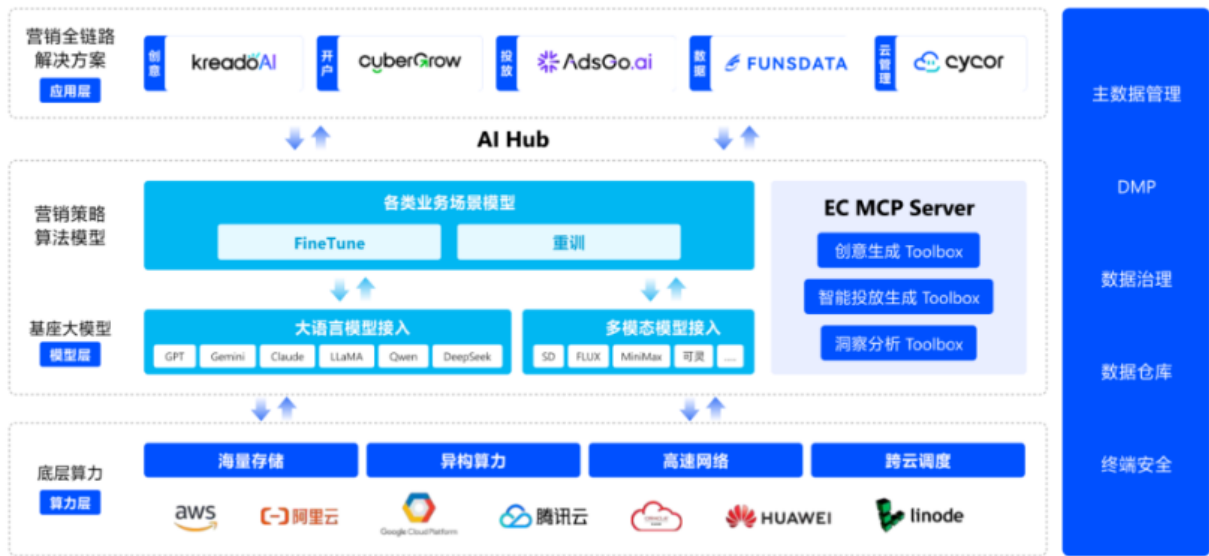 营销全链路
解决方案
应用层
创意
kreadoAI
开户
cyberGrow
投放
AdsGo.ai
数据
FUNSDATA
云管理
cycor
AI Hub
营销策略
算法模型
各类业务场景模型
FineTune
重训
EC MCP Server
创意生成 Toolbox
智能投放生成 Toolbox
洞察分析 Toolbox
基座大模型
模型层
大语言模型接入
GPT
Gemini
Claude
LLaMA
Qwen
DeepSeek
多模态模型接入
SD
FLUX
MiniMax
可灵
....
底层算力
算力层
海量存储
异构算力
高速网络
跨云调度
aws
阿里云
Google Cloud Platform
腾讯云
ORACLE
HUAWEI
linode
主数据管理
DMP
数据治理
数据仓库
终端安全